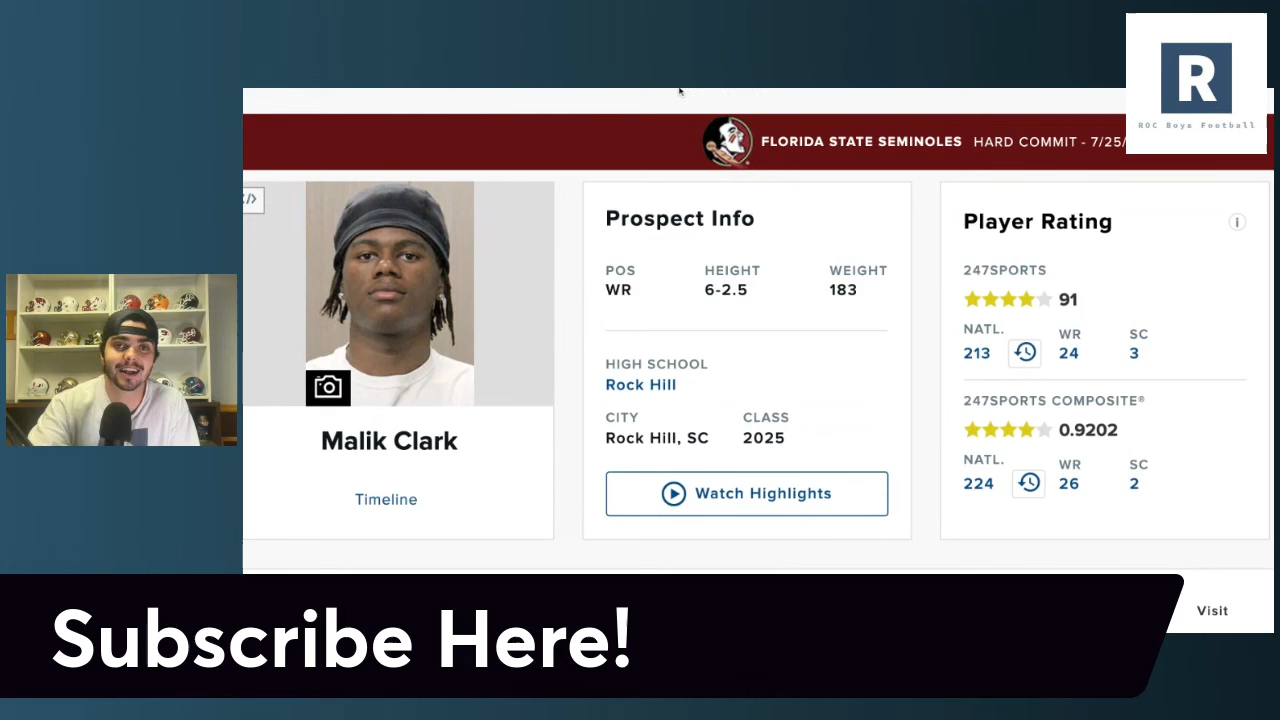 R
ROC Boys Football
FLORIDA STATE SEMINOLES HARD COMMIT - 7/25/
</>
Prospect Info
POS HEIGHT WEIGHT
WR 6-2.5 183
HIGH SCHOOL
Rock Hill
CITY CLASS
Rock Hill, SC 2025
Watch Highlights
Malik Clark
Timeline
Player Rating
i
247SPORTS
91
NATL. WR SC
213 24 3
247SPORTS COMPOSITE®
0.9202
NATL. WR SC
224 26 2
Visit
Subscribe Here!